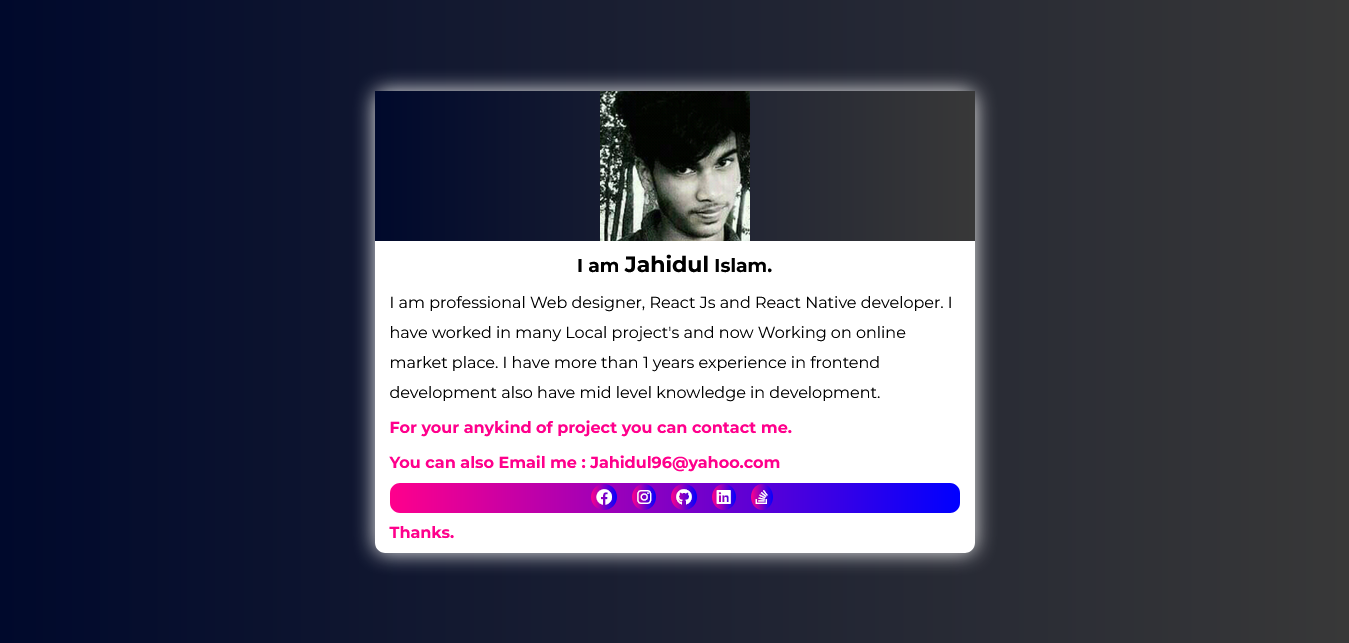 I am Jahidul Islam.
I am professional Web designer, React Js and React Native developer. I
have worked in many Local project's and now Working on online
market place. I have more than 1 years experience in frontend
development also have mid level knowledge in development.
For your anykind of project you can contact me.
You can also Email me : Jahidul96@yahoo.com
Thanks.